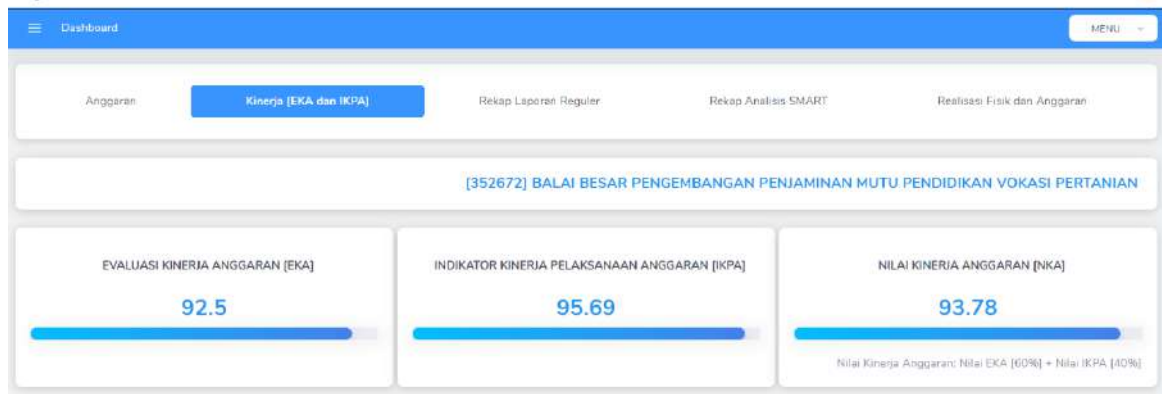 Dashboard
MENU
Anggaran
Kinerja [EKA dan IKPA]
Rekap Laporan Reguler
Rekap Analisis SMART
Realisasi Fisik dan Anggaran
[352672] BALAI BESAR PENGEMBANGAN PENJAMINAN MUTU PENDIDIKAN VOKASI PERTANIAN
EVALUASI KINERJA ANGGARAN [EKA]
92.5
INDIKATOR KINERJA PELAKSANAAN ANGGARAN [IKPA]
95.69
NILAI KINERJA ANGGARAN [NKA]
93.78
Nilai Kinerja Anggaran: Nilai EKA [60%] + Nilai IKPA [40%]